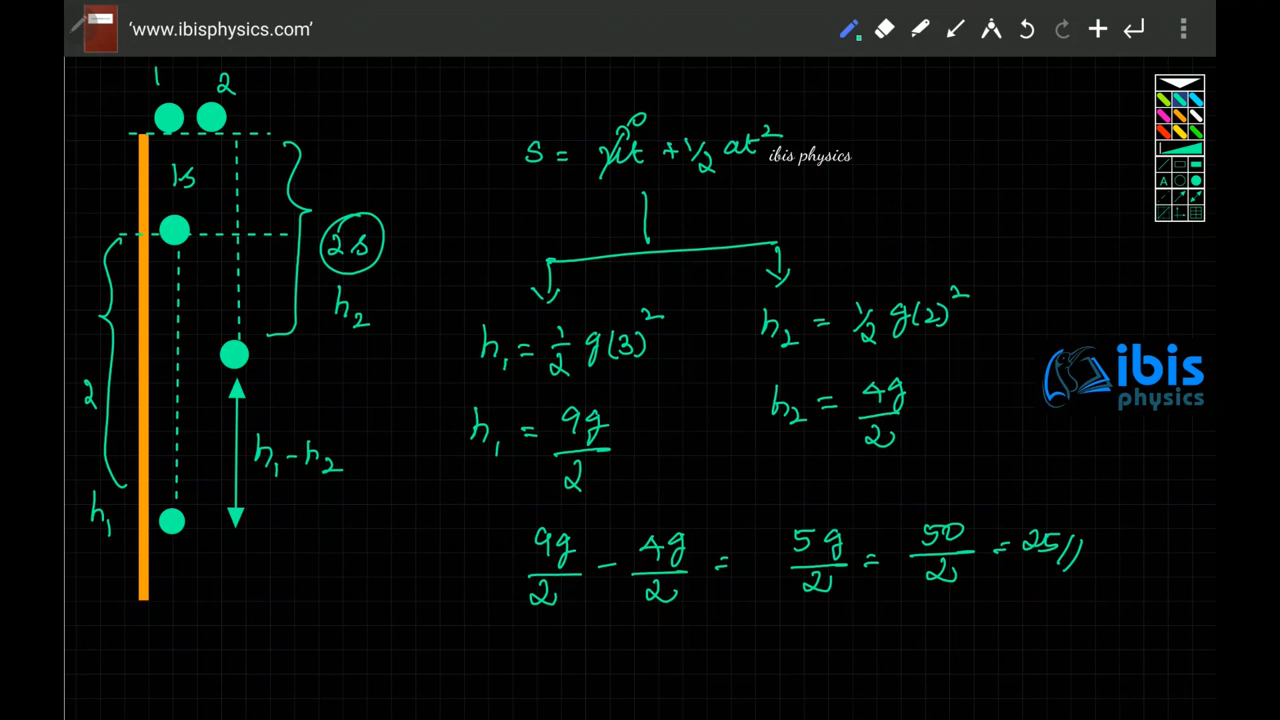 ‘www.ibisphysics.com’
1 2
1s
2s
h₂
2
h₁ - h₂
h₁
s = ut⁰ + 1/2 at²
ibis physics
h₁ = 1/2 g(3)²
h₂ = 1/2 g(2)²
h₁ = 9g/2
h₂ = 4g/2
9g/2 - 4g/2 = 5g/2 = 50/2 = 25//
ibis
physics
A